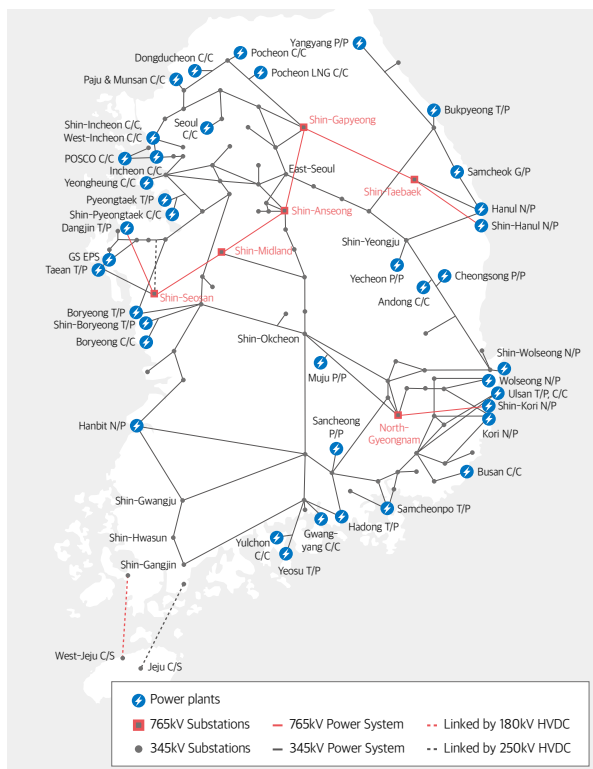 Yangyang P/P
Pocheon C/C
Dongducheon C/C
Pocheon LNG C/C
Paju & Munsan C/C
Bukpyeong T/P
Shin-Gapyeong
Seoul
C/C
Shin-Incheon C/C,
West-Incheon C/C
POSCO C/C
Incheon C/C
East-Seoul
Samcheok G/P
Yeongheung C/C
Shin-Taebaek
Pyeongtaek T/P
Hanul N/P
Shin-Pyeongtaek C/C
Shin-Anseong
Shin-Hanul N/P
Dangjin T/P
Shin-Yeongju
Shin-Midland
GS EPS
Yecheon P/P
Taean T/P
Cheongsong P/P
Andong C/C
Shin-Seosan
Boryeong T/P
Shin-Boryeong T/P
Boryeong C/C
Shin-Okcheon
Shin-Wolseong N/P
Muju P/P
Wolseong N/P
Ulsan T/P, C/C
Shin-Kori N/P
Sancheong
P/P
North-
Gyeongnam
Kori N/P
Hanbit N/P
Busan C/C
Shin-Gwangju
Samcheonpo T/P
Hadong T/P
Gwang-
yang C/C
Shin-Hwasun
Yulchon
C/C
Yeosu T/P
Shin-Gangjin
West-Jeju C/S
Jeju C/S
Power plants
765kV Substations
765kV Power System
Linked by 180kV HVDC
345kV Substations
345kV Power System
Linked by 250kV HVDC